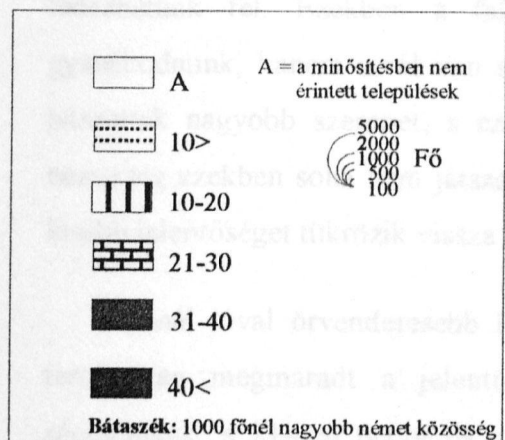 A
10>
10-20
21-30
31-40
40<
A = a minősítésben nem
érintett települések
5000
2000
1000
500
100
Fő
Bátaszék: 1000 főnél nagyobb német közösség